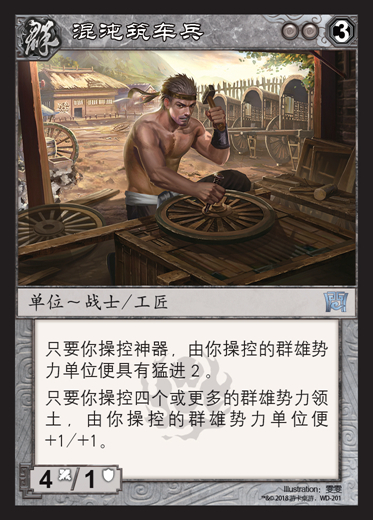 群 混沌筑车兵 3
单位～战士/工匠
只要你操控神器，由你操控的群雄势
力单位便具有猛进2。
只要你操控四个或更多的群雄势力领
土，由你操控的群雄势力单位便
+1/+1。
4/1
Illustration: 雯雯
™&© 2018 游卡桌游. WD-201